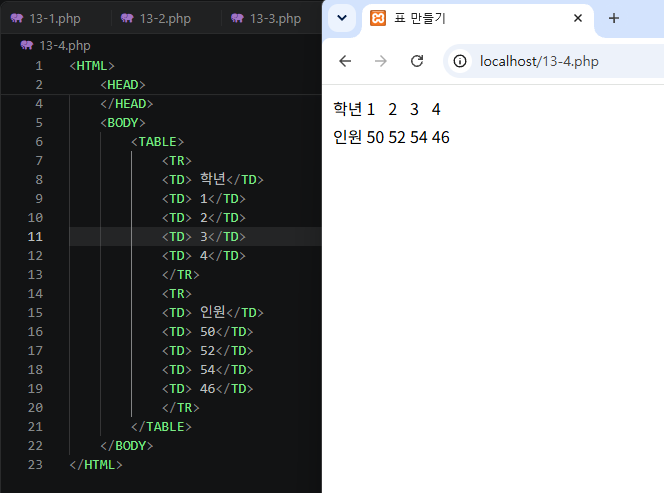 13-1.php 13-2.php 13-3.php
13-4.php
1 <HTML>
2 <HEAD>
4 </HEAD>
5 <BODY>
6 <TABLE>
7 <TR>
8 <TD> 학년</TD>
9 <TD> 1</TD>
10 <TD> 2</TD>
11 <TD> 3</TD>
12 <TD> 4</TD>
13 </TR>
14 <TR>
15 <TD> 인원</TD>
16 <TD> 50</TD>
17 <TD> 52</TD>
18 <TD> 54</TD>
19 <TD> 46</TD>
20 </TR>
21 </TABLE>
22 </BODY>
23 </HTML>
표 만들기
localhost/13-4.php
학년 1 2 3 4
인원 50 52 54 46